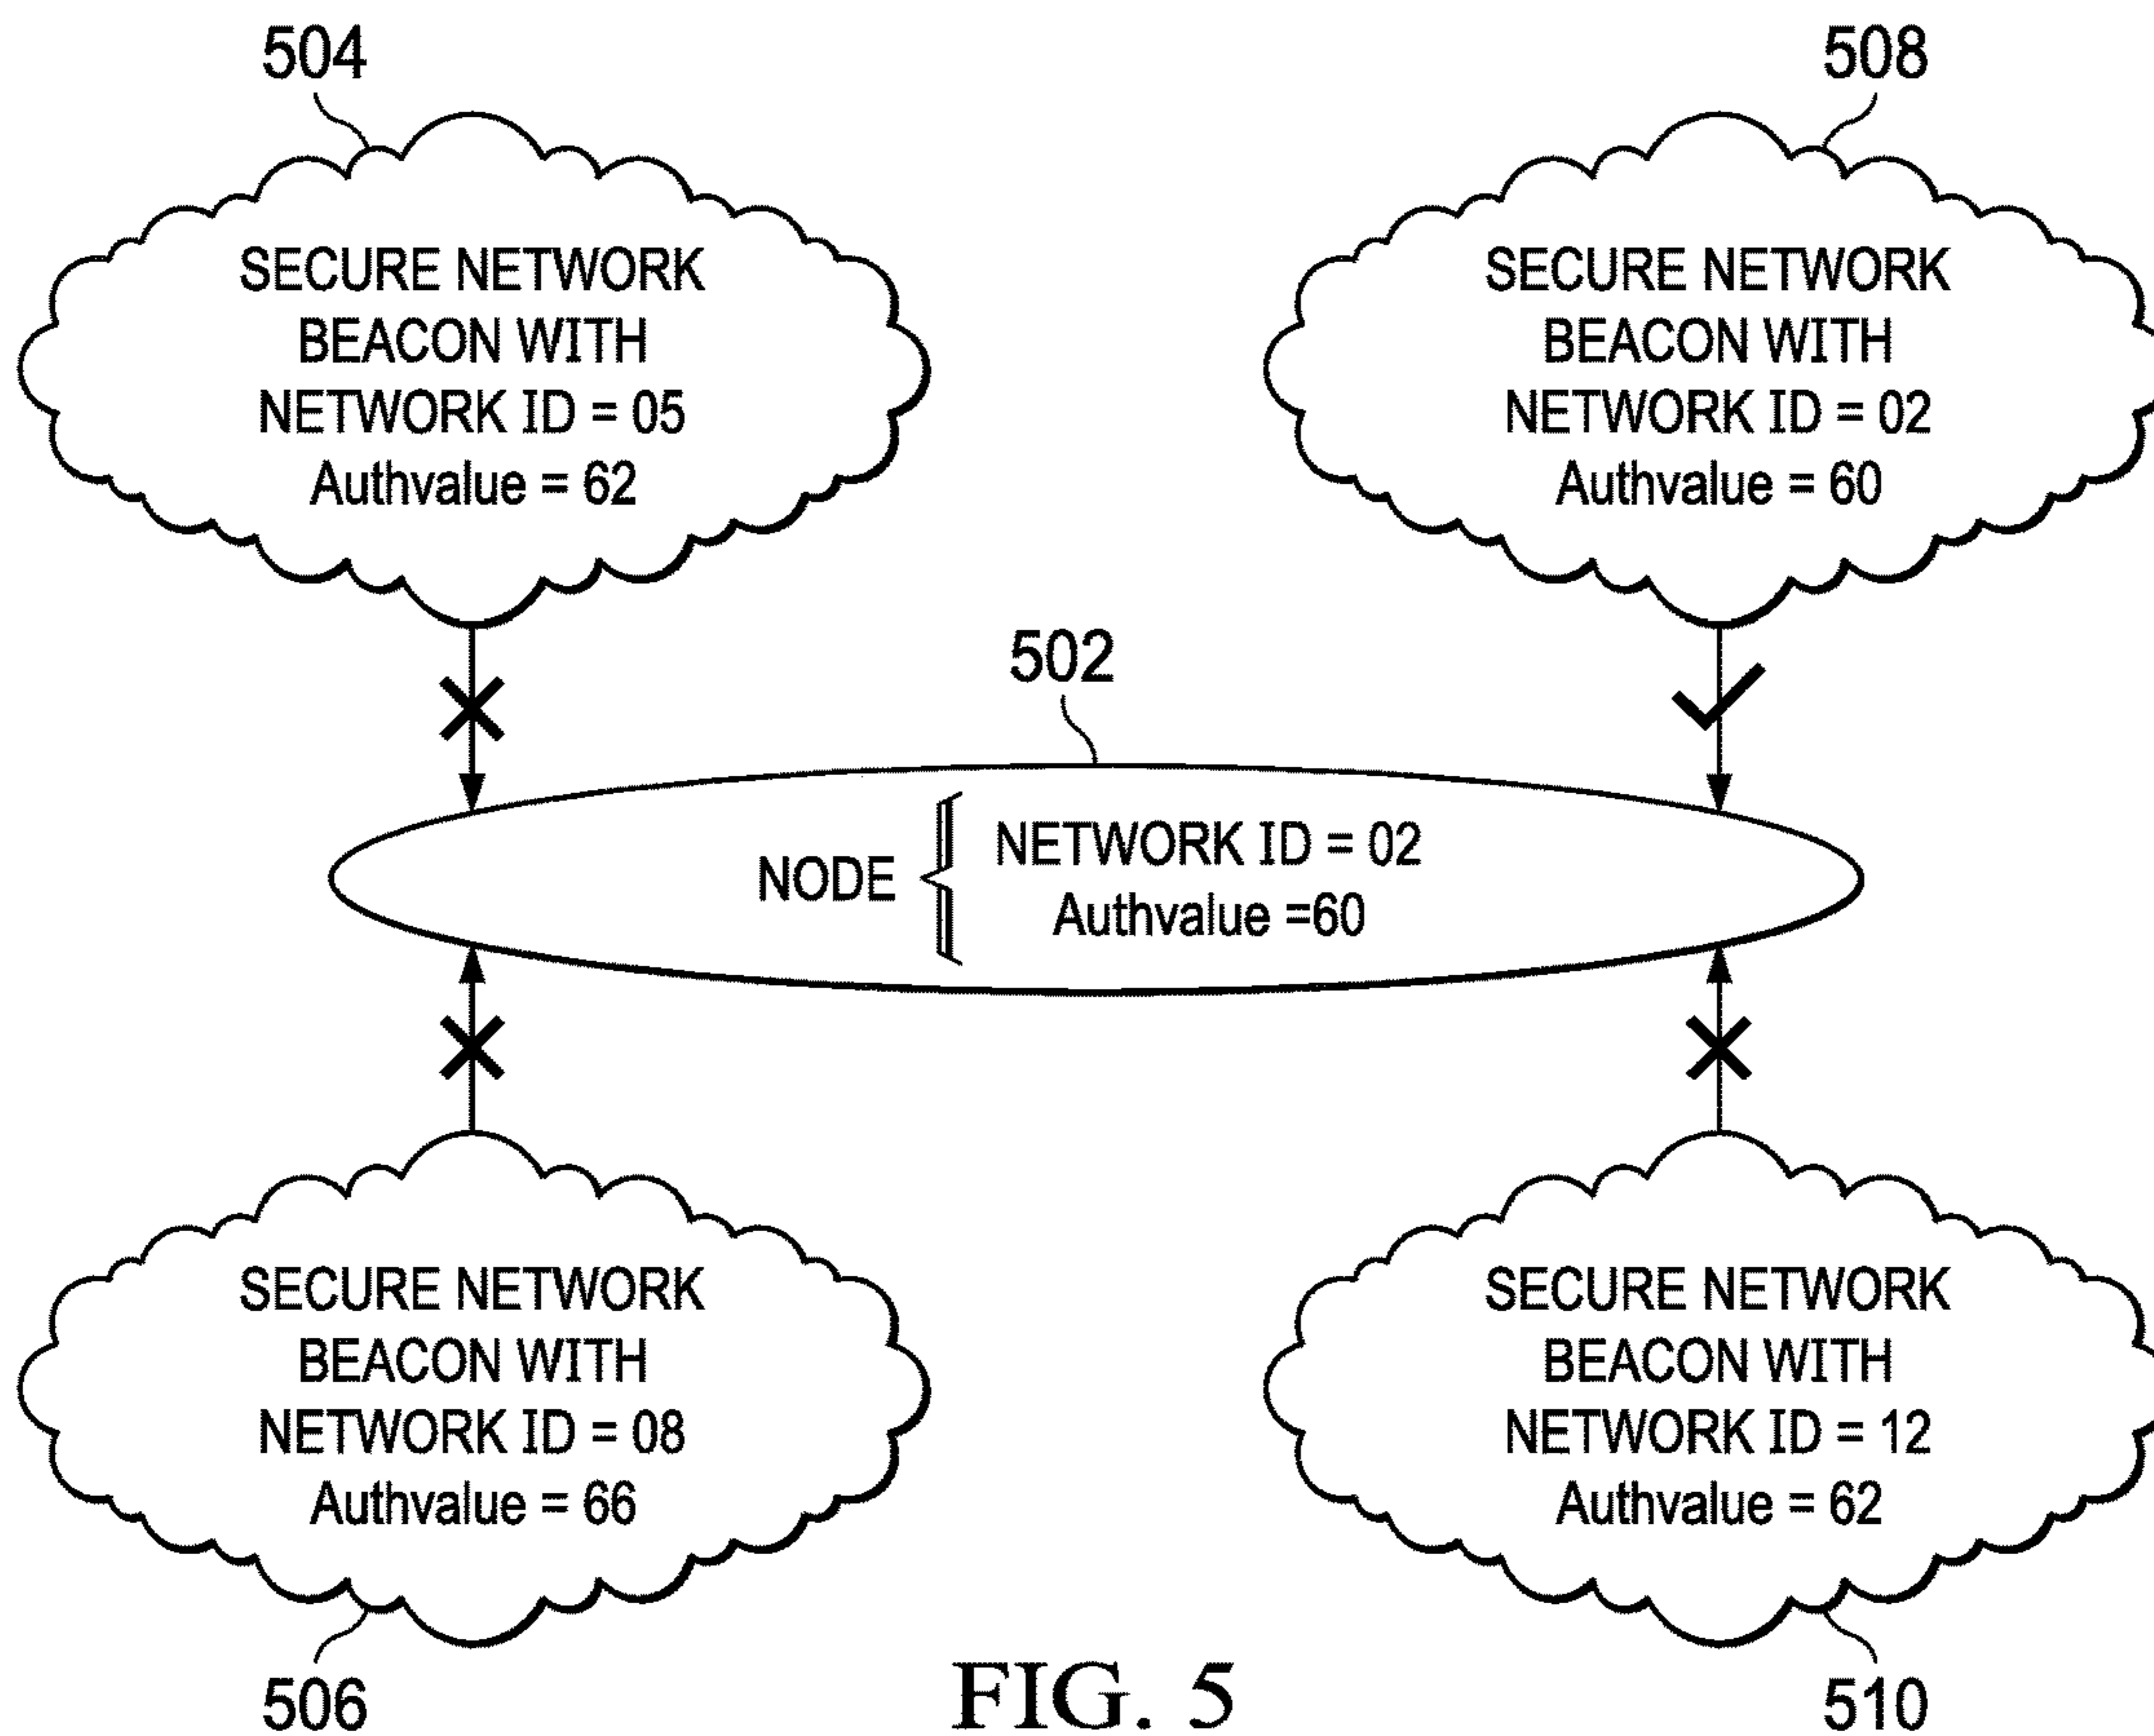 504
SECURE NETWORK
BEACON WITH
NETWORK ID = 05
Authvalue = 62
508
SECURE NETWORK
BEACON WITH
NETWORK ID = 02
Authvalue = 60
502
NODE
NETWORK ID = 02
Authvalue =60
SECURE NETWORK
BEACON WITH
NETWORK ID = 08
Authvalue = 66
506
SECURE NETWORK
BEACON WITH
NETWORK ID = 12
Authvalue = 62
510
FIG. 5